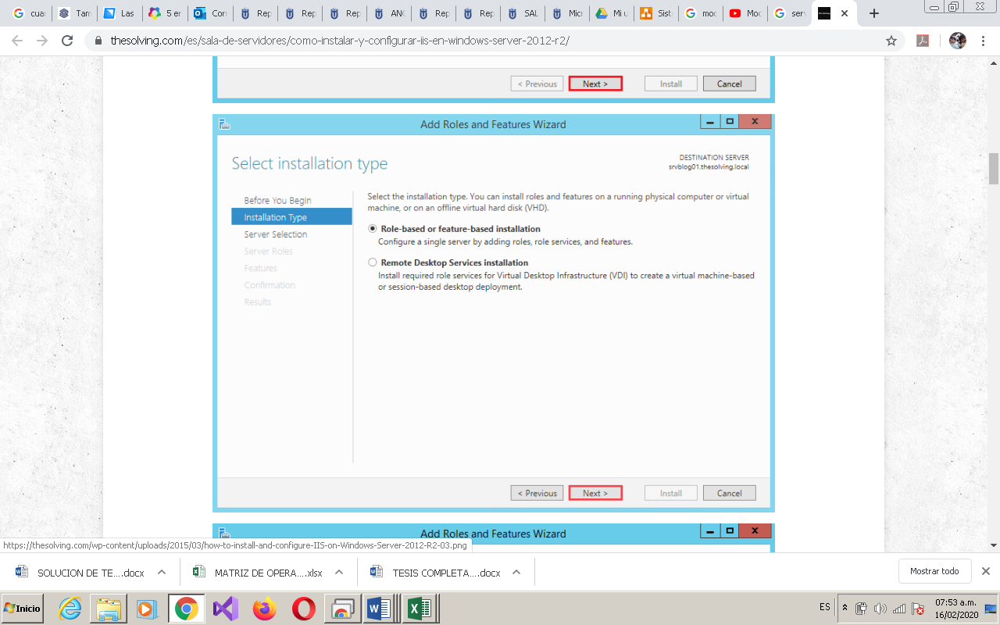 cuar
Tam
Las
5 er
Cor
Rep
Rep
Rep
ANC
Rep
Rep
SAL
Micr
Mi u
Sist
moc
Moc
serv
thesolving.com/es/sala-de-servidores/como-instalar-y-configurar-iis-en-windows-server-2012-r2/
< Previous Next > Install Cancel
Add Roles and Features Wizard
Select installation type
DESTINATION SERVER
srvblog01.thesolving.local
Before You Begin
Installation Type
Server Selection
Server Roles
Features
Confirmation
Results
Select the installation type. You can install roles and features on a running physical computer or virtual
machine, or on an offline virtual hard disk (VHD).
Role-based or feature-based installation
Configure a single server by adding roles, role services, and features.
Remote Desktop Services installation
Install required role services for Virtual Desktop Infrastructure (VDI) to create a virtual machine-based
or session-based desktop deployment.
< Previous Next > Install Cancel
Add Roles and Features Wizard
https://thesolving.com/wp-content/uploads/2015/03/how-to-install-and-configure-IIS-on-Windows-Server-2012-R2-03.png
SOLUCION DE TE....docx
MATRIZ DE OPERA....xlsx
TESIS COMPLETA....docx
Mostrar todo
Inicio
ES
07:53 a.m.
16/02/2020